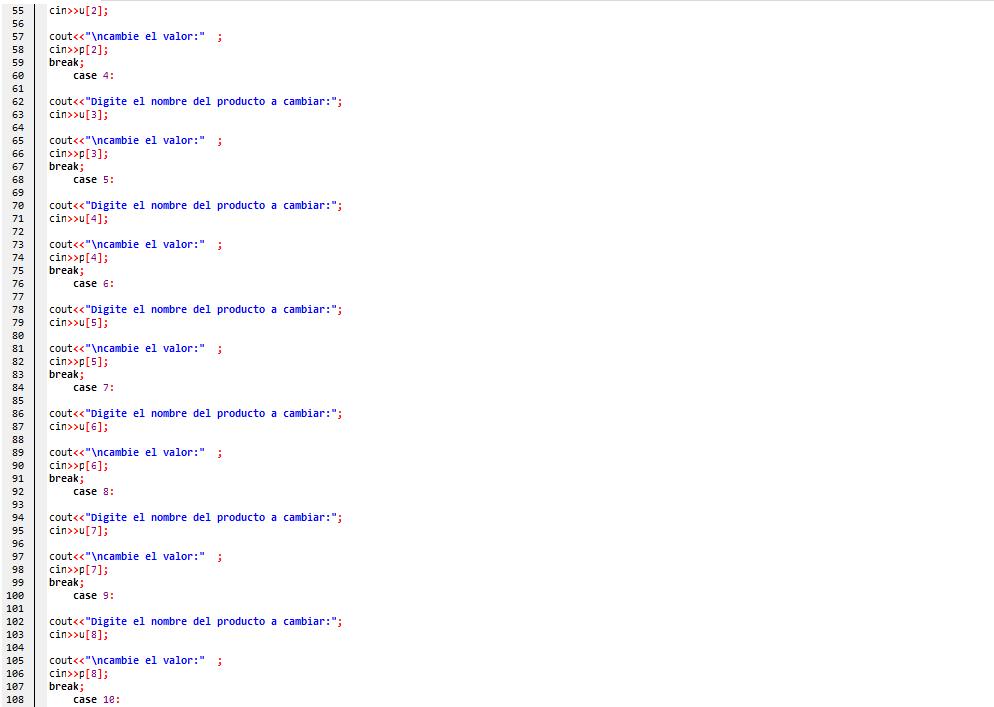 55 cin>>u[2];
56
57 cout<<"\ncambie el valor:"  ;
58 cin>>p[2];
59 break;
60     case 4:
61
62 cout<<"Digite el nombre del producto a cambiar:";
63 cin>>u[3];
64
65 cout<<"\ncambie el valor:"  ;
66 cin>>p[3];
67 break;
68     case 5:
69
70 cout<<"Digite el nombre del producto a cambiar:";
71 cin>>u[4];
72
73 cout<<"\ncambie el valor:"  ;
74 cin>>p[4];
75 break;
76     case 6:
77
78 cout<<"Digite el nombre del producto a cambiar:";
79 cin>>u[5];
80
81 cout<<"\ncambie el valor:"  ;
82 cin>>p[5];
83 break;
84     case 7:
85
86 cout<<"Digite el nombre del producto a cambiar:";
87 cin>>u[6];
88
89 cout<<"\ncambie el valor:"  ;
90 cin>>p[6];
91 break;
92     case 8:
93
94 cout<<"Digite el nombre del producto a cambiar:";
95 cin>>u[7];
96
97 cout<<"\ncambie el valor:"  ;
98 cin>>p[7];
99 break;
100     case 9:
101
102 cout<<"Digite el nombre del producto a cambiar:";
103 cin>>u[8];
104
105 cout<<"\ncambie el valor:"  ;
106 cin>>p[8];
107 break;
108     case 10: